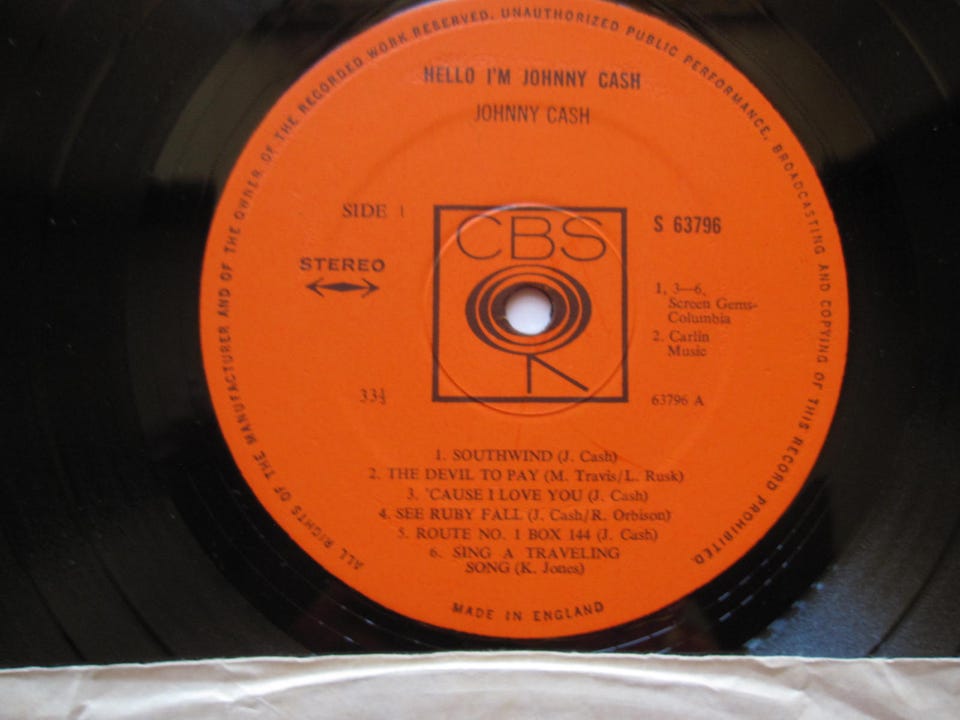 ALL RIGHTS OF THE MANUFACTURER AND OF THE OWNER OF THE RECORDED WORK RESERVED. UNAUTHORIZED PUBLIC PERFORMANCE, BROADCASTING AND COPYING OF THIS RECORD PROHIBITED.
HELLO I'M JOHNNY CASH
JOHNNY CASH
SIDE 1
STEREO
CBS
S 63796
1, 3—6,
Screen Gems-
Columbia
2. Carlin
Music
33⅓
63796 A
1. SOUTHWIND (J. Cash)
2. THE DEVIL TO PAY (M. Travis/L. Rusk)
3. 'CAUSE I LOVE YOU (J. Cash)
4. SEE RUBY FALL (J. Cash/R. Orbison)
5. ROUTE NO. 1 BOX 144 (J. Cash)
6. SING A TRAVELING
SONG (K. Jones)
MADE IN ENGLAND